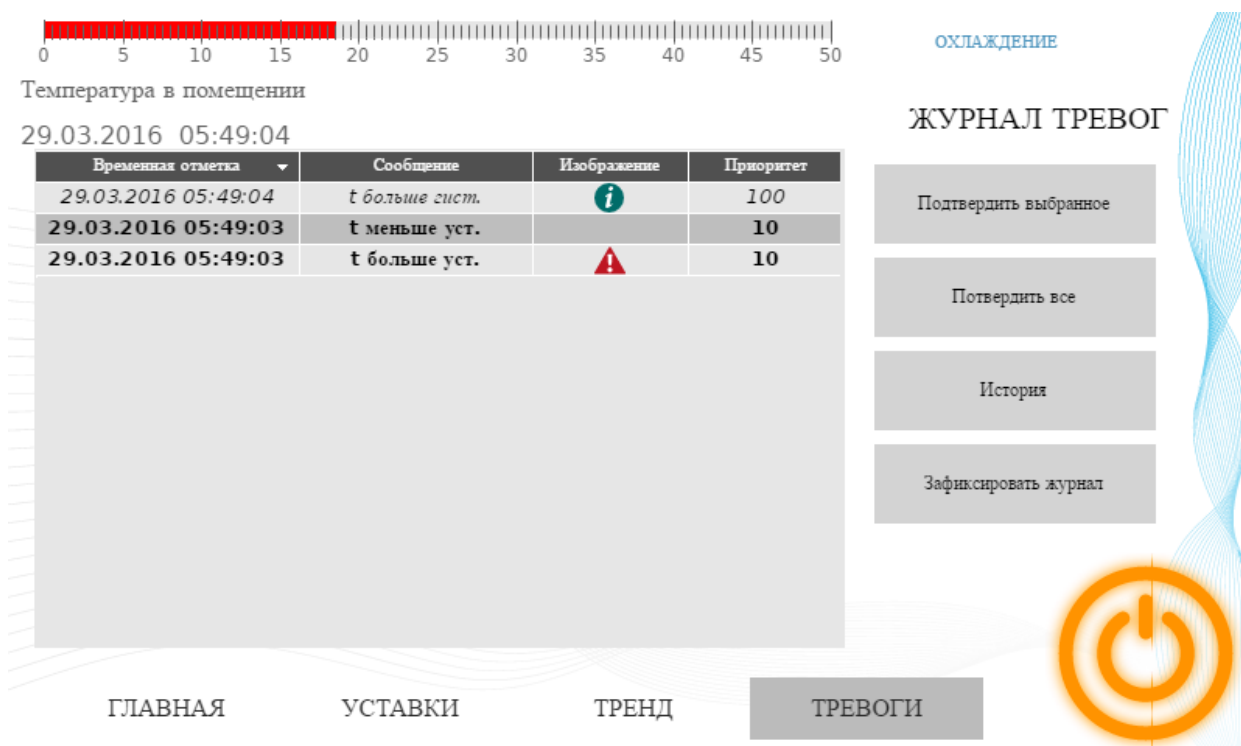 0 5 10 15 20 25 30 35 40 45 50
ОХЛАЖДЕНИЕ
Температура в помещении
ЖУРНАЛ ТРЕВОГ
29.03.2016 05:49:04
Временная отметка Сообщение Изображение Приоритет
29.03.2016 05:49:04 t больше гист. i 100
29.03.2016 05:49:03 t меньше уст. 10
29.03.2016 05:49:03 t больше уст. ! 10
Подтвердить выбранное
Потвердить все
История
Зафиксировать журнал
ГЛАВНАЯ УСТАВКИ ТРЕНД ТРЕВОГИ